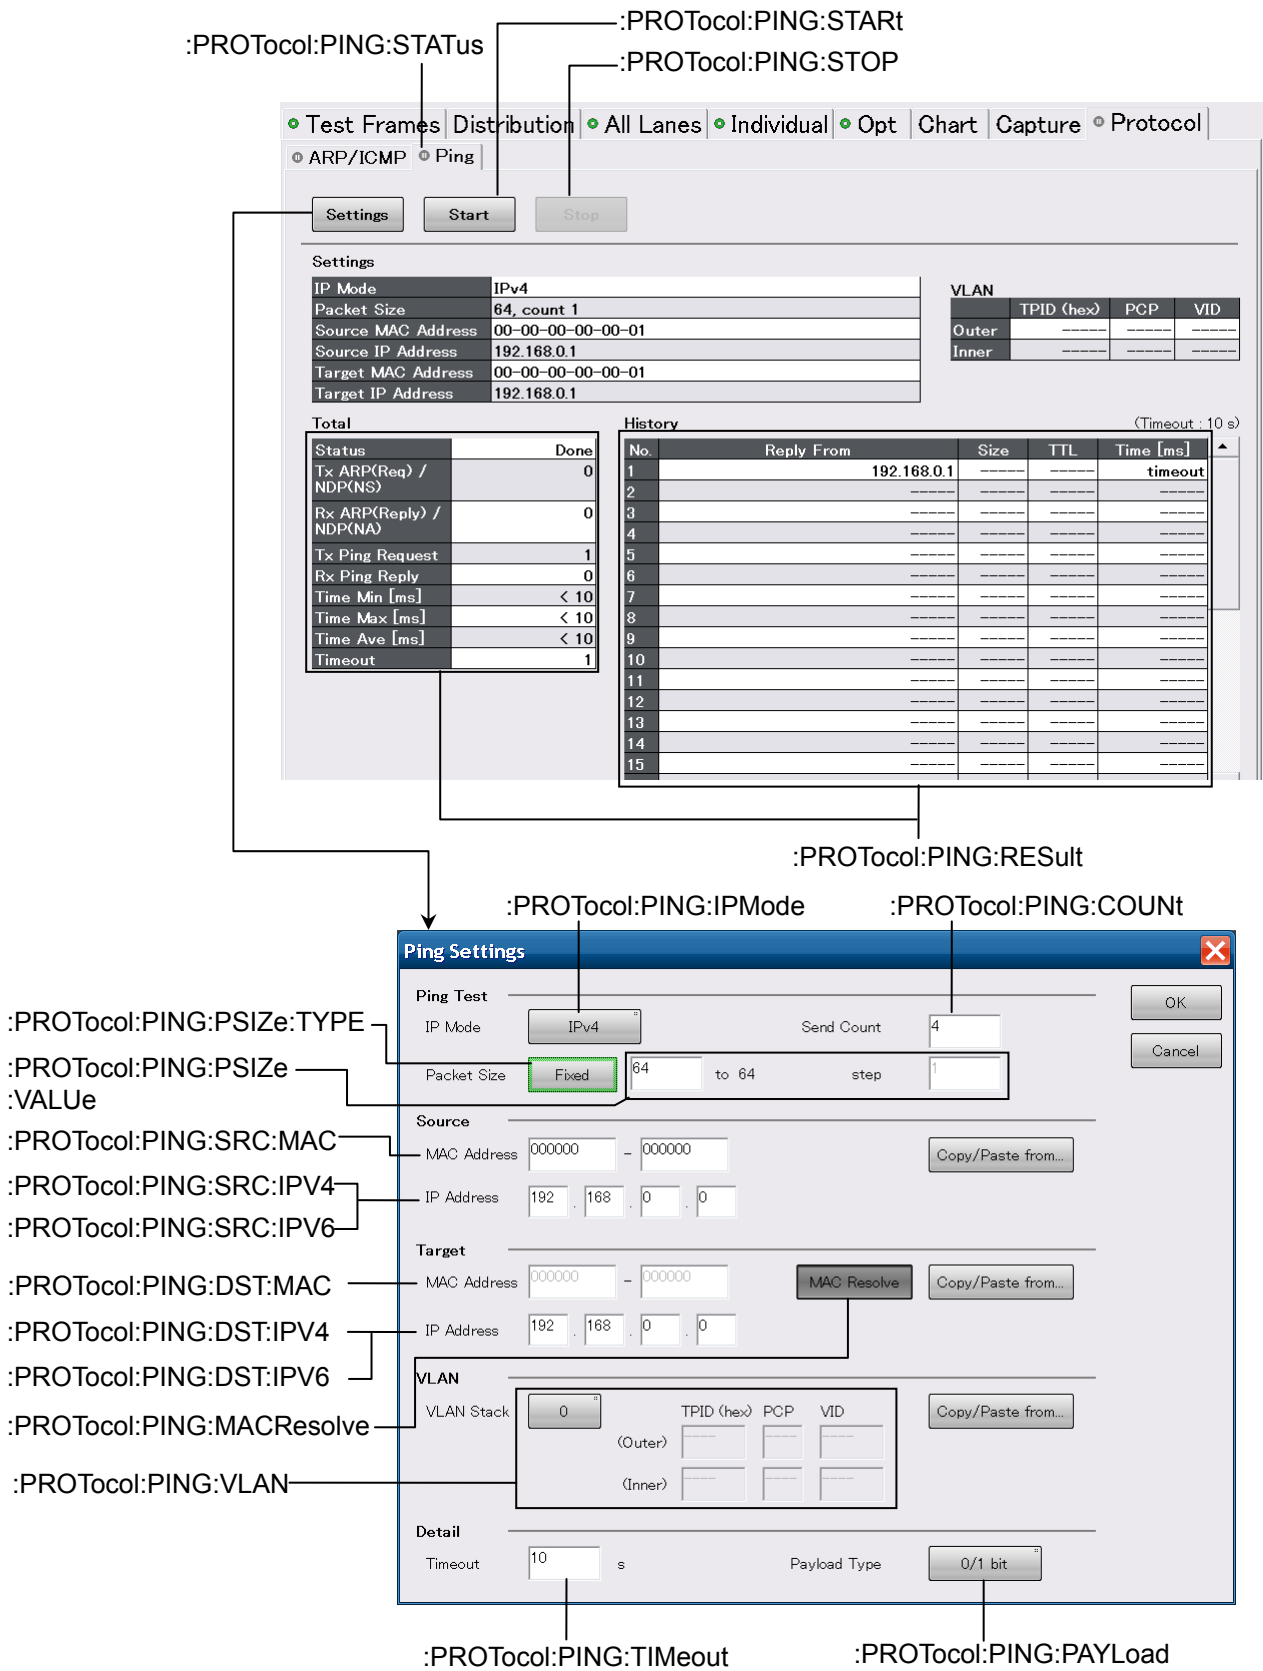 :PROTocol:PING:STARt
:PROTocol:PING:STATus
:PROTocol:PING:STOP
Test Frames Distribution All Lanes Individual Opt Chart Capture Protocol
ARP/ICMP Ping
Settings Start Stop
Settings
IP Mode IPv4
Packet Size 64, count 1
Source MAC Address 00-00-00-00-00-01
Source IP Address 192.168.0.1
Target MAC Address 00-00-00-00-00-01
Target IP Address 192.168.0.1
VLAN
TPID (hex) PCP VID
Outer ----- ----- -----
Inner ----- ----- -----
Total
Status Done
Tx ARP(Req) /
NDP(NS) 0
Rx ARP(Reply) /
NDP(NA) 0
Tx Ping Request 1
Rx Ping Reply 0
Time Min [ms] < 10
Time Max [ms] < 10
Time Ave [ms] < 10
Timeout 1
History (Timeout : 10 s)
No. Reply From Size TTL Time [ms]
1 192.168.0.1 ----- ----- timeout
2 ----- ----- ----- -----
3 ----- ----- ----- -----
4 ----- ----- ----- -----
5 ----- ----- ----- -----
6 ----- ----- ----- -----
7 ----- ----- ----- -----
8 ----- ----- ----- -----
9 ----- ----- ----- -----
10 ----- ----- ----- -----
11 ----- ----- ----- -----
12 ----- ----- ----- -----
13 ----- ----- ----- -----
14 ----- ----- ----- -----
15 ----- ----- ----- -----
:PROTocol:PING:RESult
:PROTocol:PING:IPMode :PROTocol:PING:COUNt
Ping Settings
Ping Test
OK
IP Mode IPv4 Send Count 4
Cancel
:PROTocol:PING:PSIZe:TYPE
Packet Size Fixed 64 to 64 step 1
:PROTocol:PING:PSIZe
:VALUe
Source
:PROTocol:PING:SRC:MAC
MAC Address 000000 - 000000 Copy/Paste from...
:PROTocol:PING:SRC:IPV4
IP Address 192 . 168 . 0 . 0
:PROTocol:PING:SRC:IPV6
Target
:PROTocol:PING:DST:MAC
MAC Address 000000 - 000000 MAC Resolve Copy/Paste from...
:PROTocol:PING:DST:IPV4
IP Address 192 . 168 . 0 . 0
:PROTocol:PING:DST:IPV6
VLAN
VLAN Stack 0 TPID (hex) PCP VID Copy/Paste from...
:PROTocol:PING:MACResolve
(Outer) ---- ---- ----
:PROTocol:PING:VLAN
(Inner) ---- ---- ----
Detail
Timeout 10 s Payload Type 0/1 bit
:PROTocol:PING:TIMeout :PROTocol:PING:PAYLoad